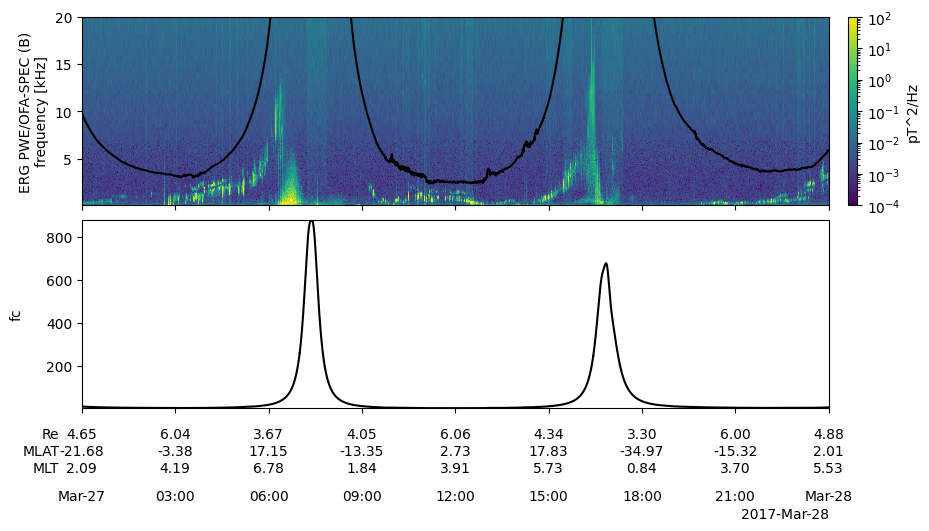 20
15
10
5
ERG PWE/OFA-SPEC (B)
frequency [kHz]
10^2
10^1
10^0
10^-1
10^-2
10^-3
10^-4
pT^2/Hz
800
600
400
200
fc
Re 4.65 6.04 3.67 4.05 6.06 4.34 3.30 6.00 4.88
MLAT -21.68 -3.38 17.15 -13.35 2.73 17.83 -34.97 -15.32 2.01
MLT 2.09 4.19 6.78 1.84 3.91 5.73 0.84 3.70 5.53
Mar-27 03:00 06:00 09:00 12:00 15:00 18:00 21:00 Mar-28
2017-Mar-28